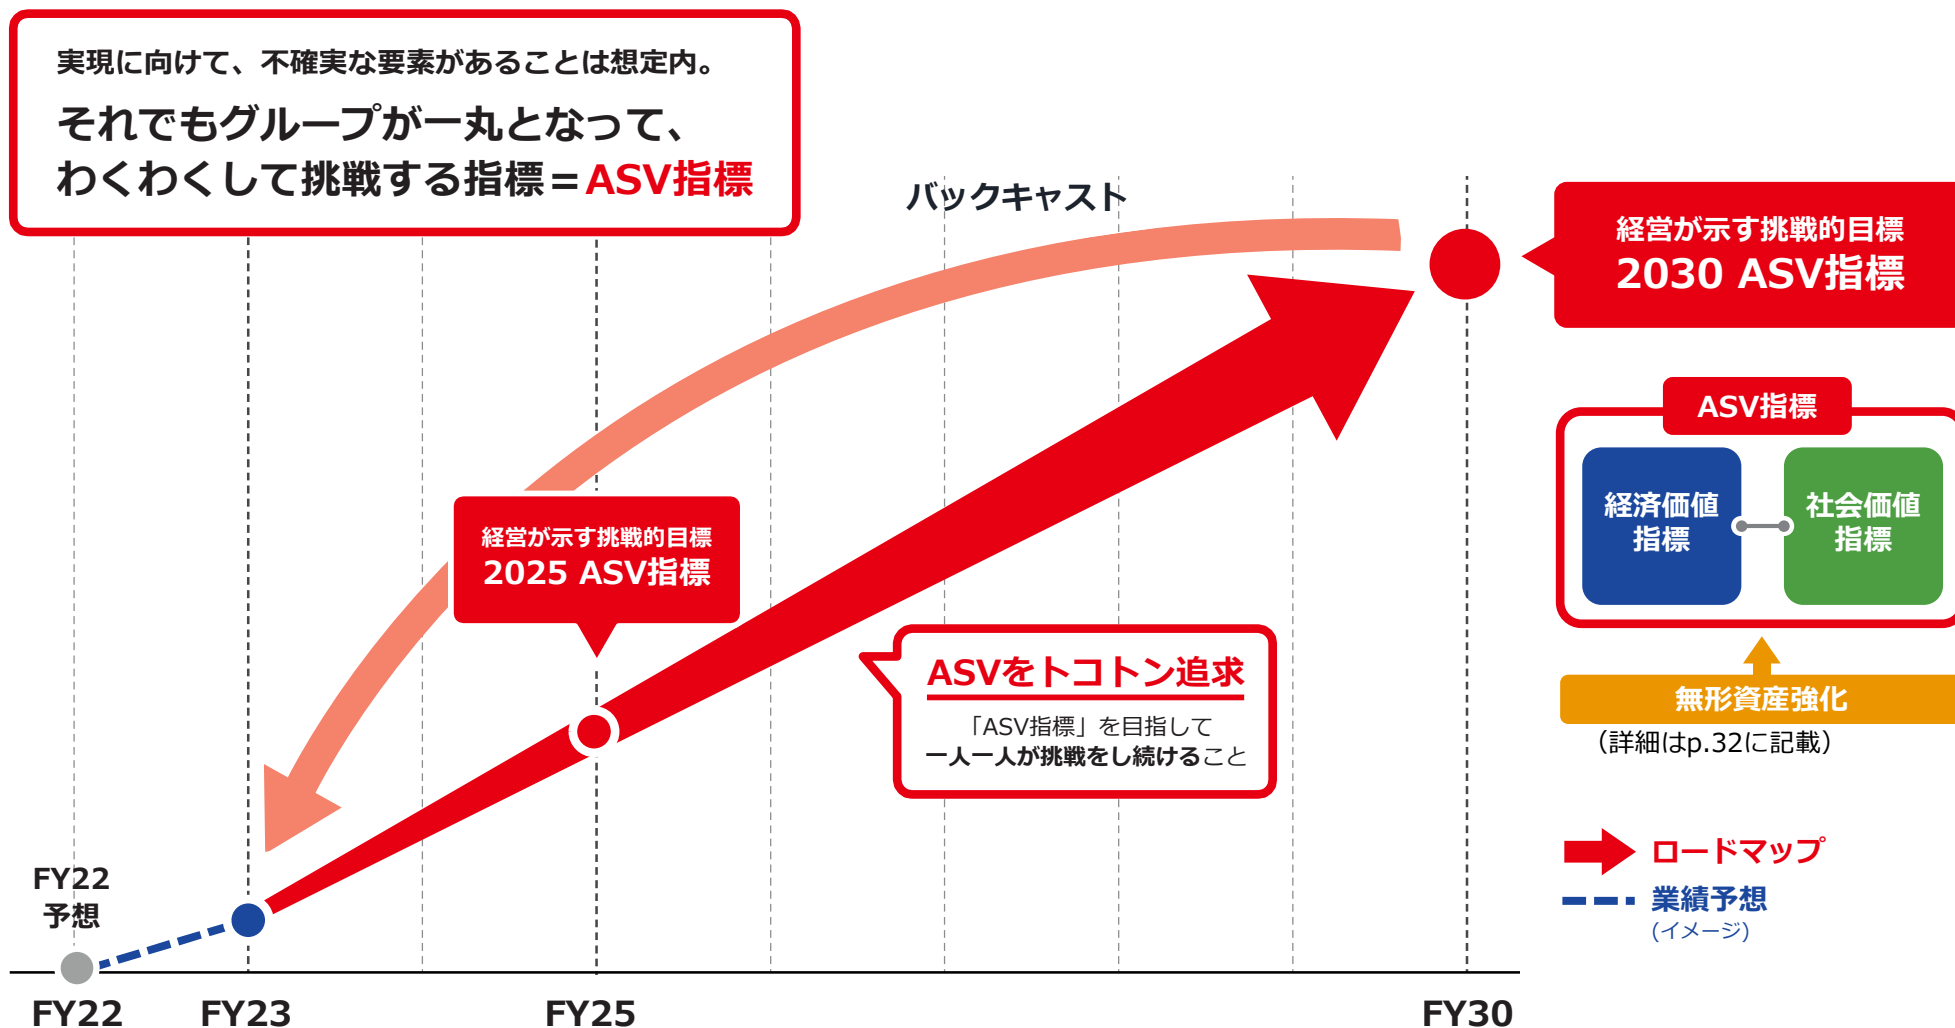 実現に向けて、不確実な要素があることは想定内。
それでもグループが一丸となって、
わくわくして挑戦する指標=ASV指標
バックキャスト
経営が示す挑戦的目標
2030 ASV指標
ASV指標
経済価値
指標
社会価値
指標
無形資産強化
（詳細はp.32に記載）
経営が示す挑戦的目標
2025 ASV指標
ASVをトコトン追求
「ASV指標」を目指して
一人一人が挑戦をし続けること
ロードマップ
業績予想
(イメージ)
FY22
予想
FY22
FY23
FY25
FY30